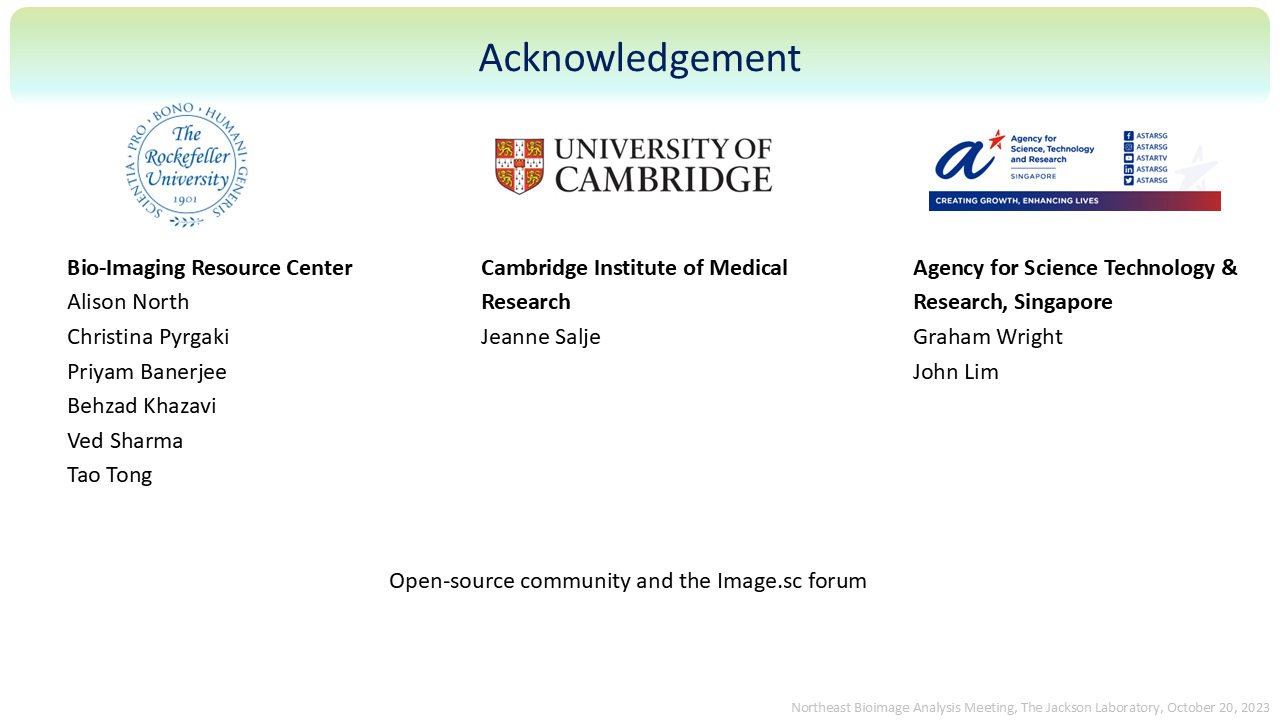 Acknowledgement
SCIENTIA · PRO · BONO · HUMANI · GENERIS
The
Rockefeller
University
1901
UNIVERSITY OF
CAMBRIDGE
a
Agency for
Science, Technology
and Research
SINGAPORE
ASTARSG
ASTARSG
ASTARTV
ASTARSG
ASTARSG
CREATING GROWTH, ENHANCING LIVES
Bio-Imaging Resource Center
Alison North
Christina Pyrgaki
Priyam Banerjee
Behzad Khazavi
Ved Sharma
Tao Tong
Cambridge Institute of Medical
Research
Jeanne Salje
Agency for Science Technology &
Research, Singapore
Graham Wright
John Lim
Open-source community and the Image.sc forum
Northeast Bioimage Analysis Meeting, The Jackson Laboratory, October 20, 2023